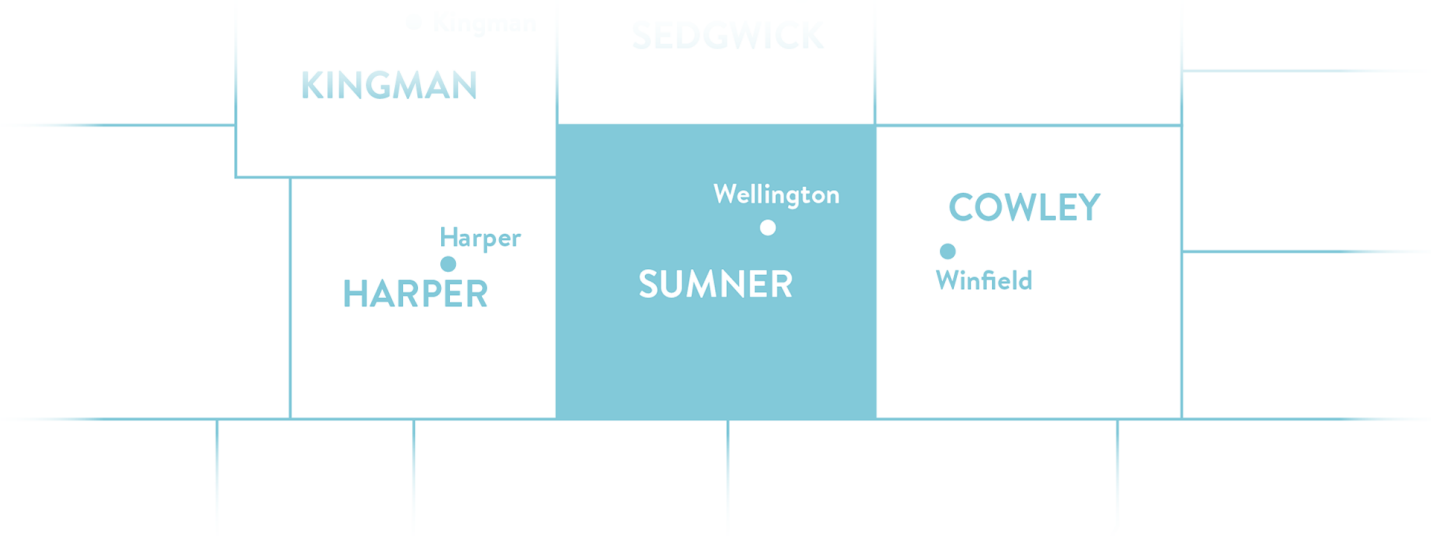 Kingman
SEDGWICK
KINGMAN
Wellington
COWLEY
Harper
SUMNER
Winfield
HARPER